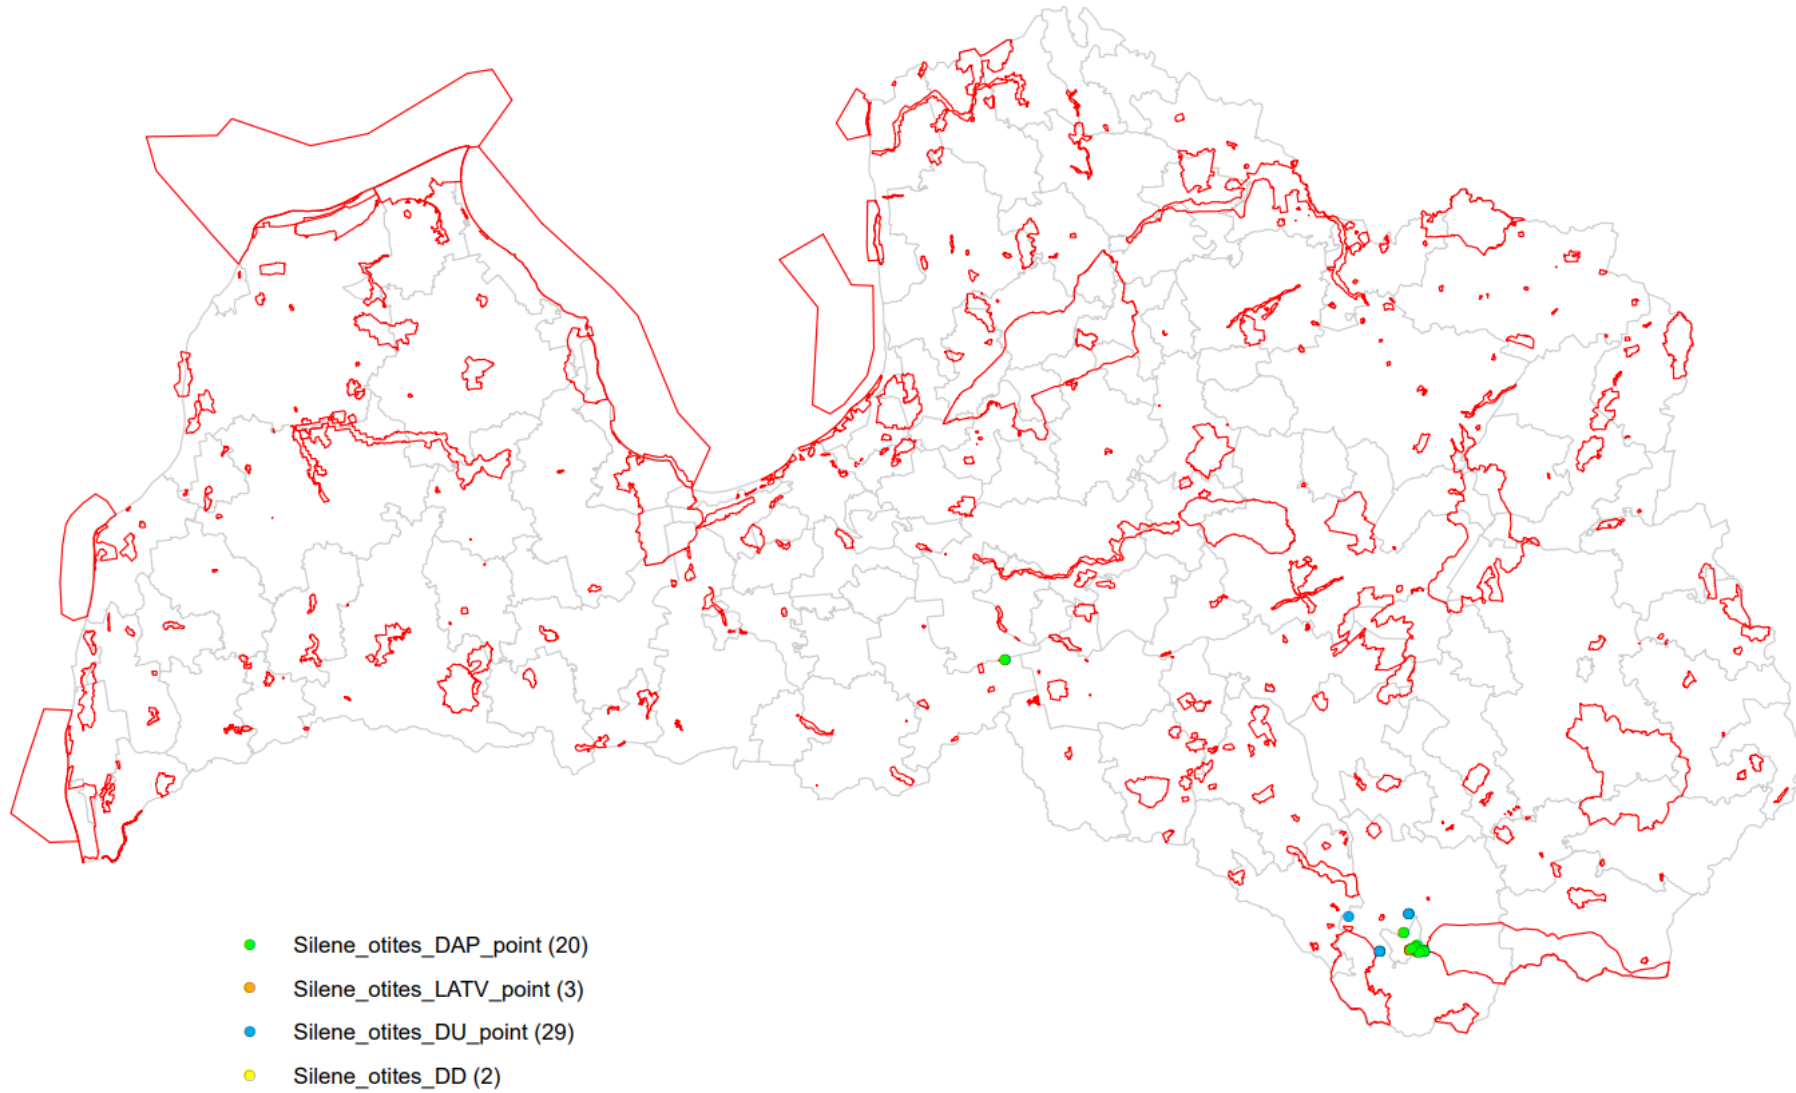 Silene_otites_DAP_point (20)
Silene_otites_LATV_point (3)
Silene_otites_DU_point (29)
Silene_otites_DD (2)